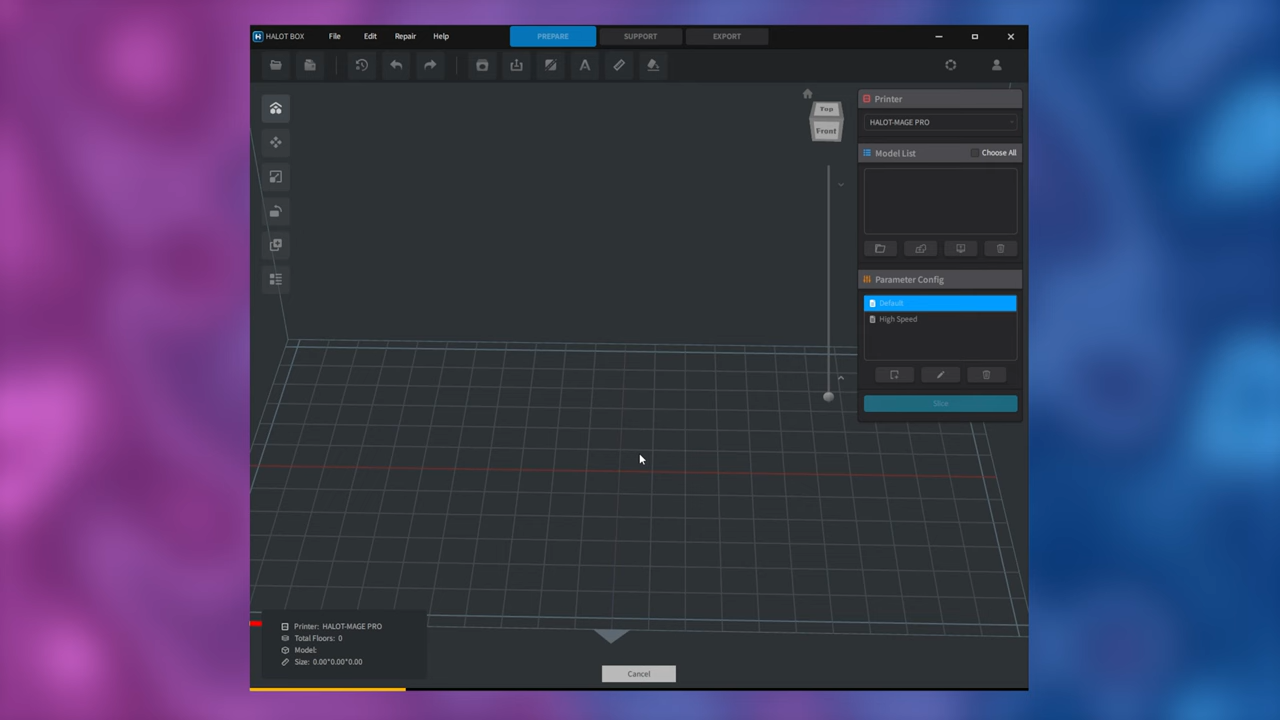 HALOT BOX File Edit Repair Help PREPARE SUPPORT EXPORT
Printer
HALOT-MAGE PRO
Top
Front
Model List Choose All
Parameter Config
Default
High Speed
Slice
Printer: HALOT-MAGE PRO
Total Floors: 0
Model:
Size: 0.00*0.00*0.00
Cancel